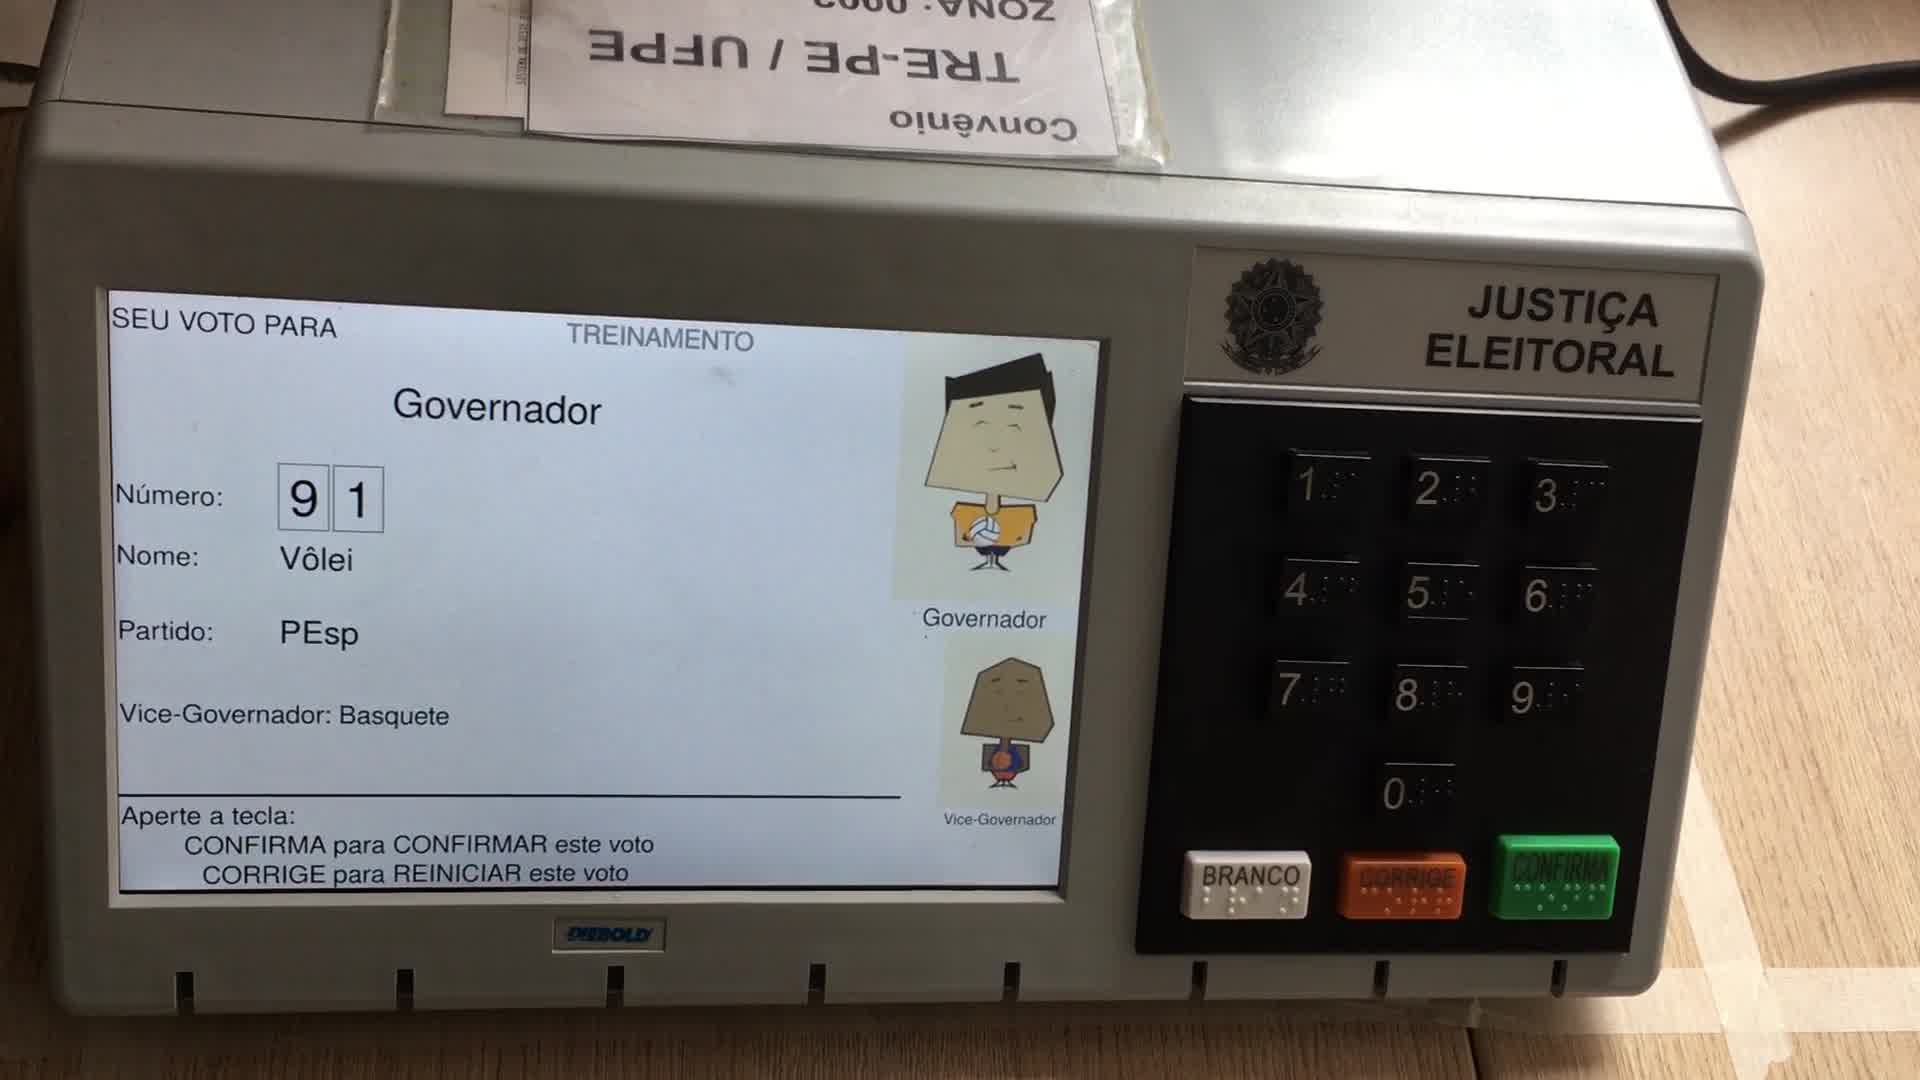 ZONA: 0002
TRE-PE / UFPE
Convênio
SEU VOTO PARA
TREINAMENTO
Governador
Número: 91
Nome: Vôlei
Partido: PEsp
Vice-Governador: Basquete
Aperte a tecla:
CONFIRMA para CONFIRMAR este voto
CORRIGE para REINICIAR este voto
Governador
Vice-Governador
DIEBOLD
JUSTIÇA
ELEITORAL
1 2 3
4 5 6
7 8 9
0
BRANCO CORRIGE CONFIRMA